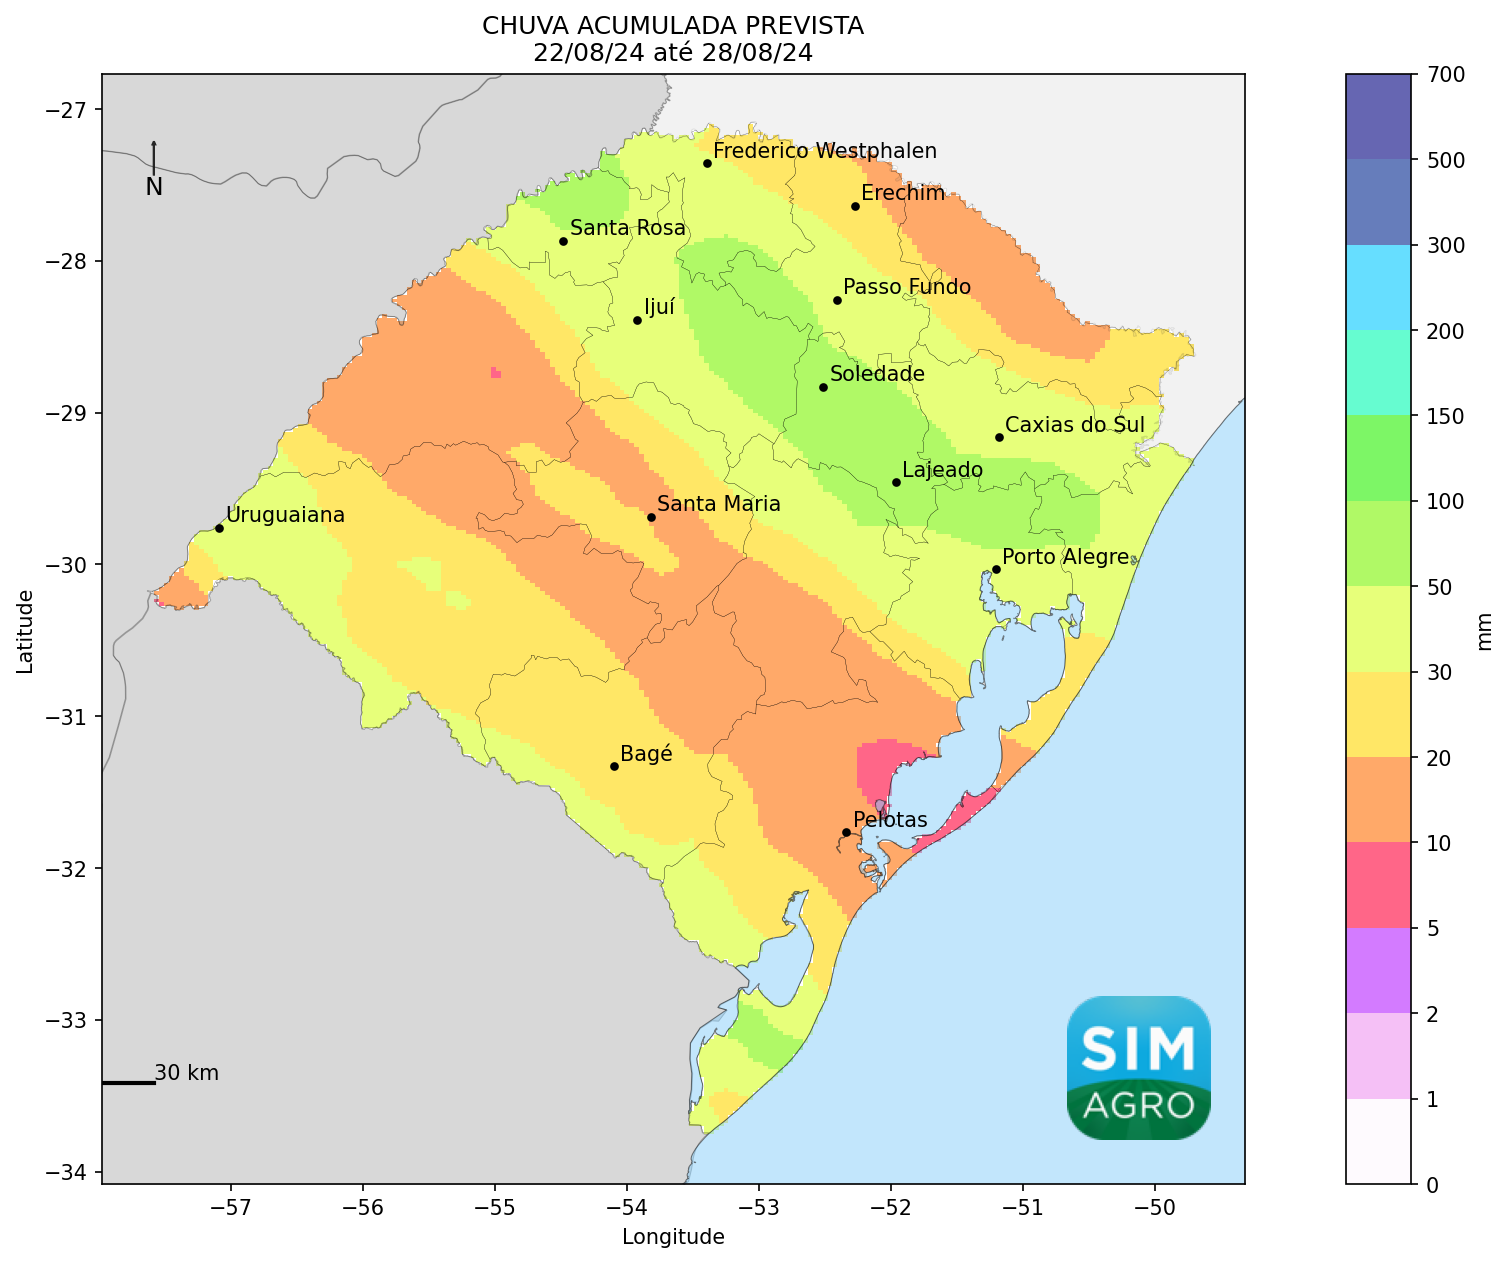 CHUVA ACUMULADA PREVISTA
22/08/24 até 28/08/24
−27
−28
−29
−30
−31
−32
−33
−34
Latitude
N
Frederico Westphalen
Erechim
Santa Rosa
Passo Fundo
Ijuí
Soledade
Caxias do Sul
Lajeado
Santa Maria
Uruguaiana
Porto Alegre
Bagé
Pelotas
30 km
SIM
AGRO
−57
−56
−55
−54
−53
−52
−51
−50
Longitude
700
500
300
200
150
100
50
30
20
10
5
2
1
0
mm